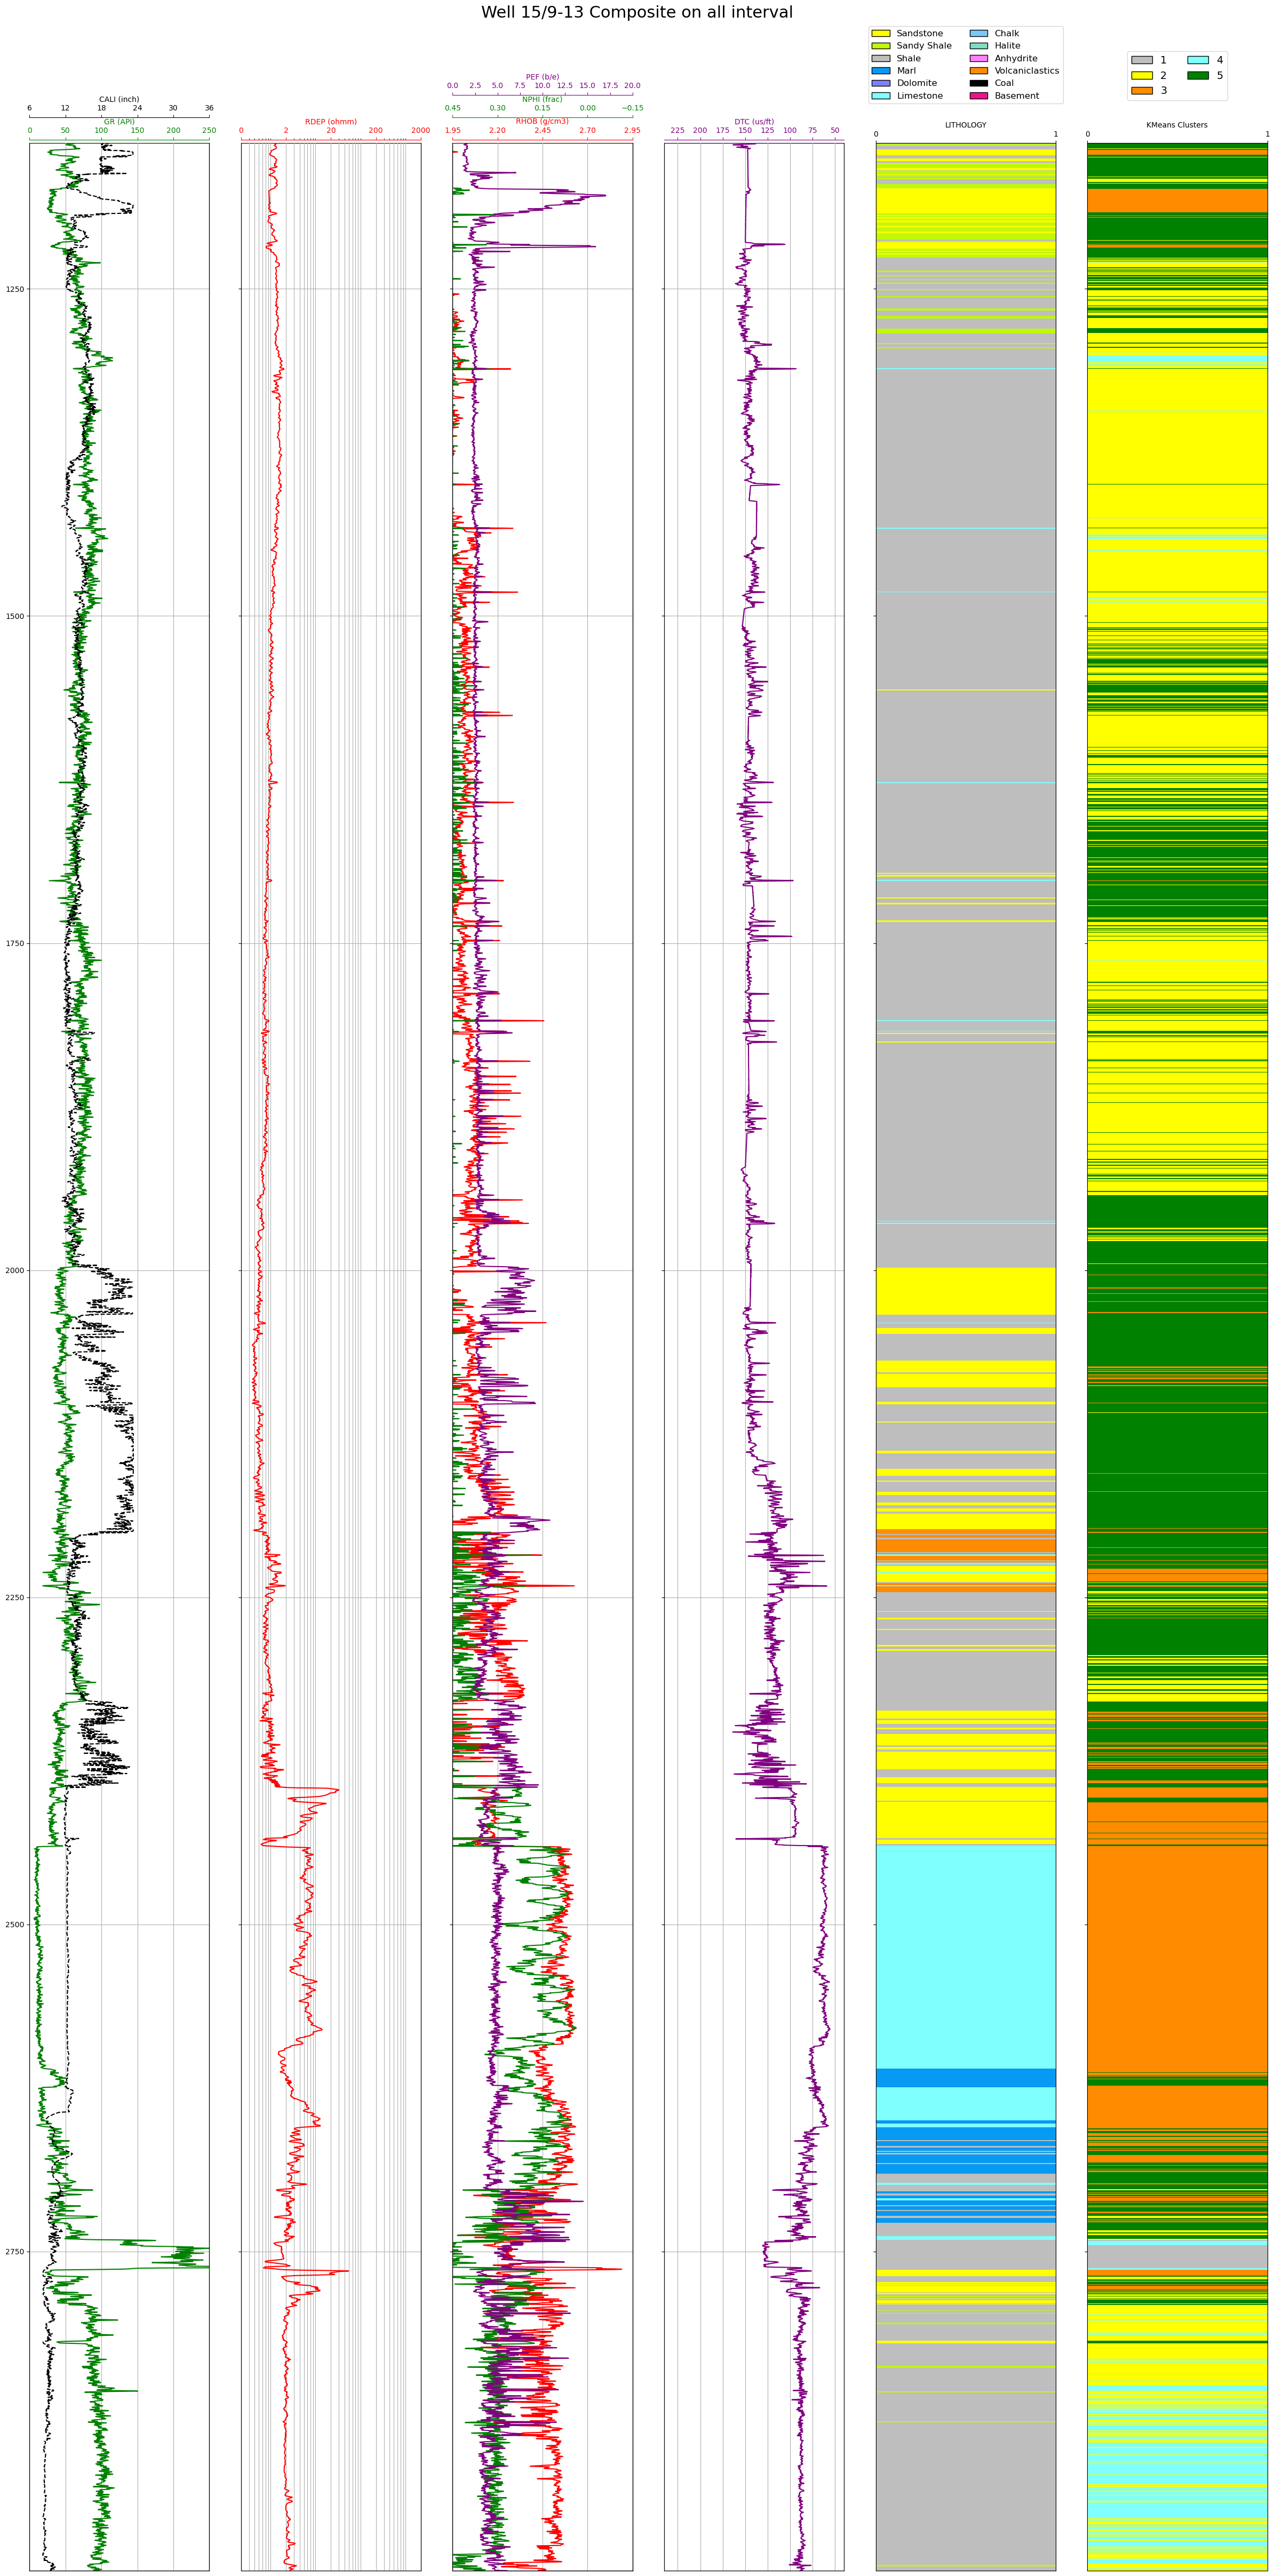 Well 15/9-13 Composite on all interval
Sandstone Chalk
Sandy Shale Halite
Shale Anhydrite
Marl Volcaniclastics
Dolomite Coal
Limestone Basement
1 4
2 5
3
PEF (b/e)
0.0 2.5 5.0 7.5 10.0 12.5 15.0 17.5 20.0
CALI (inch) NPHI (frac)
6 12 18 24 30 36 0.45 0.30 0.15 0.00 −0.15
GR (API) RDEP (ohmm) RHOB (g/cm3) DTC (us/ft) LITHOLOGY KMeans Clusters
0 50 100 150 200 250 0 2 20 200 2000 1.95 2.20 2.45 2.70 2.95 225 200 175 150 125 100 75 50 0 1 0 1
1250
1500
1750
2000
2250
2500
2750